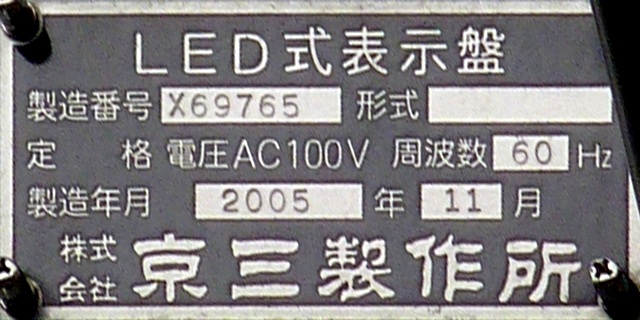 LED式表示盤
製造番号 X69765 形式
定 格 電圧AC100V 周波数 60 Hz
製造年月 2005 年 11 月
株式会社 京三製作所